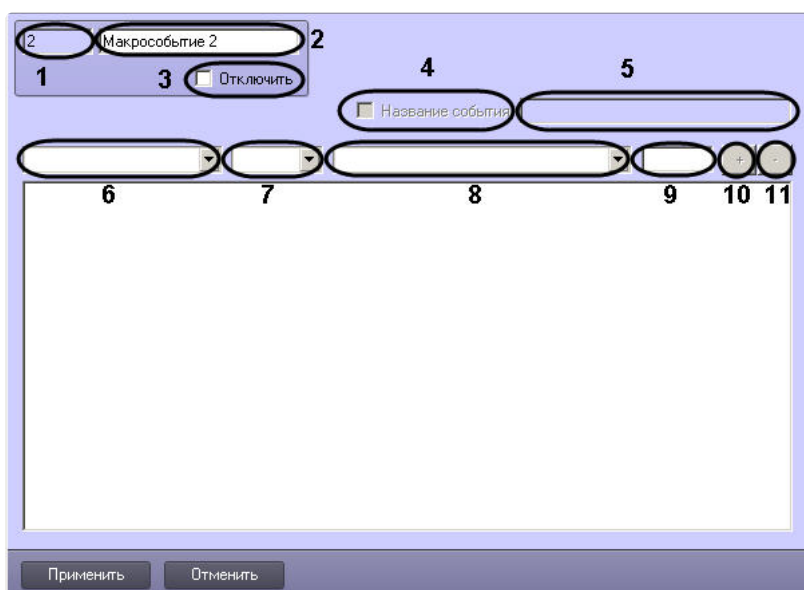 2 Макрособытие 2 2
1 3 Отключить 4 5
Название события
+ -
6 7 8 9 10 11
Применить Отменить